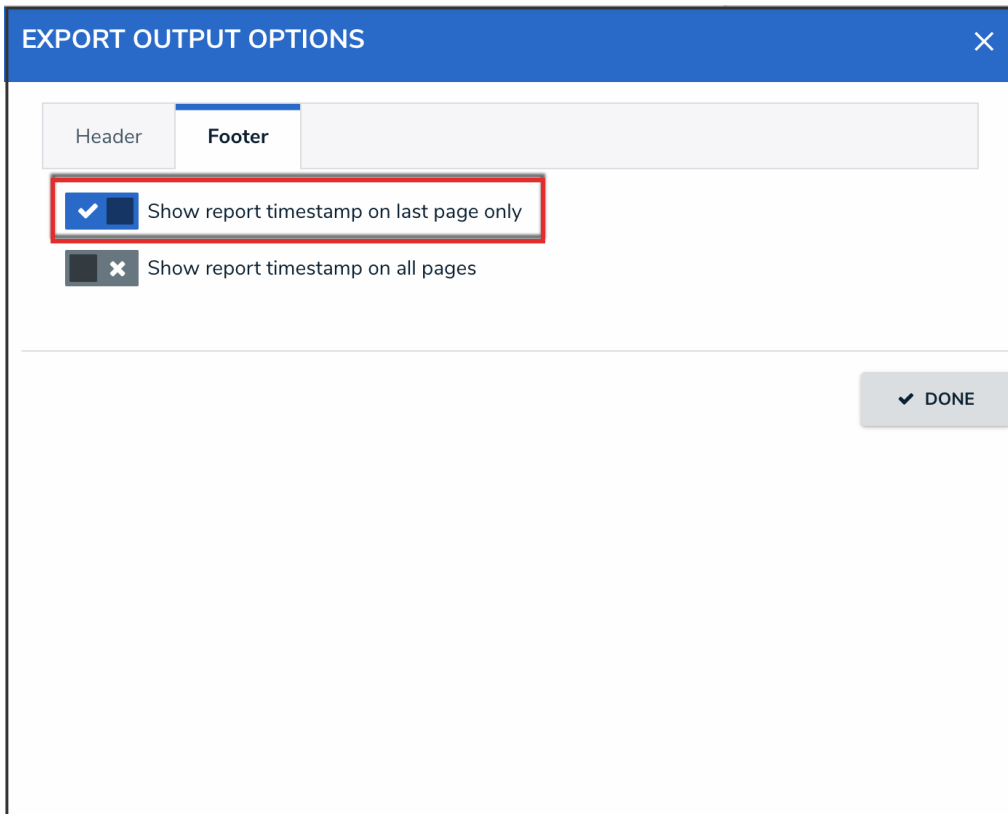 EXPORT OUTPUT OPTIONS
Header Footer
Show report timestamp on last page only
Show report timestamp on all pages
DONE